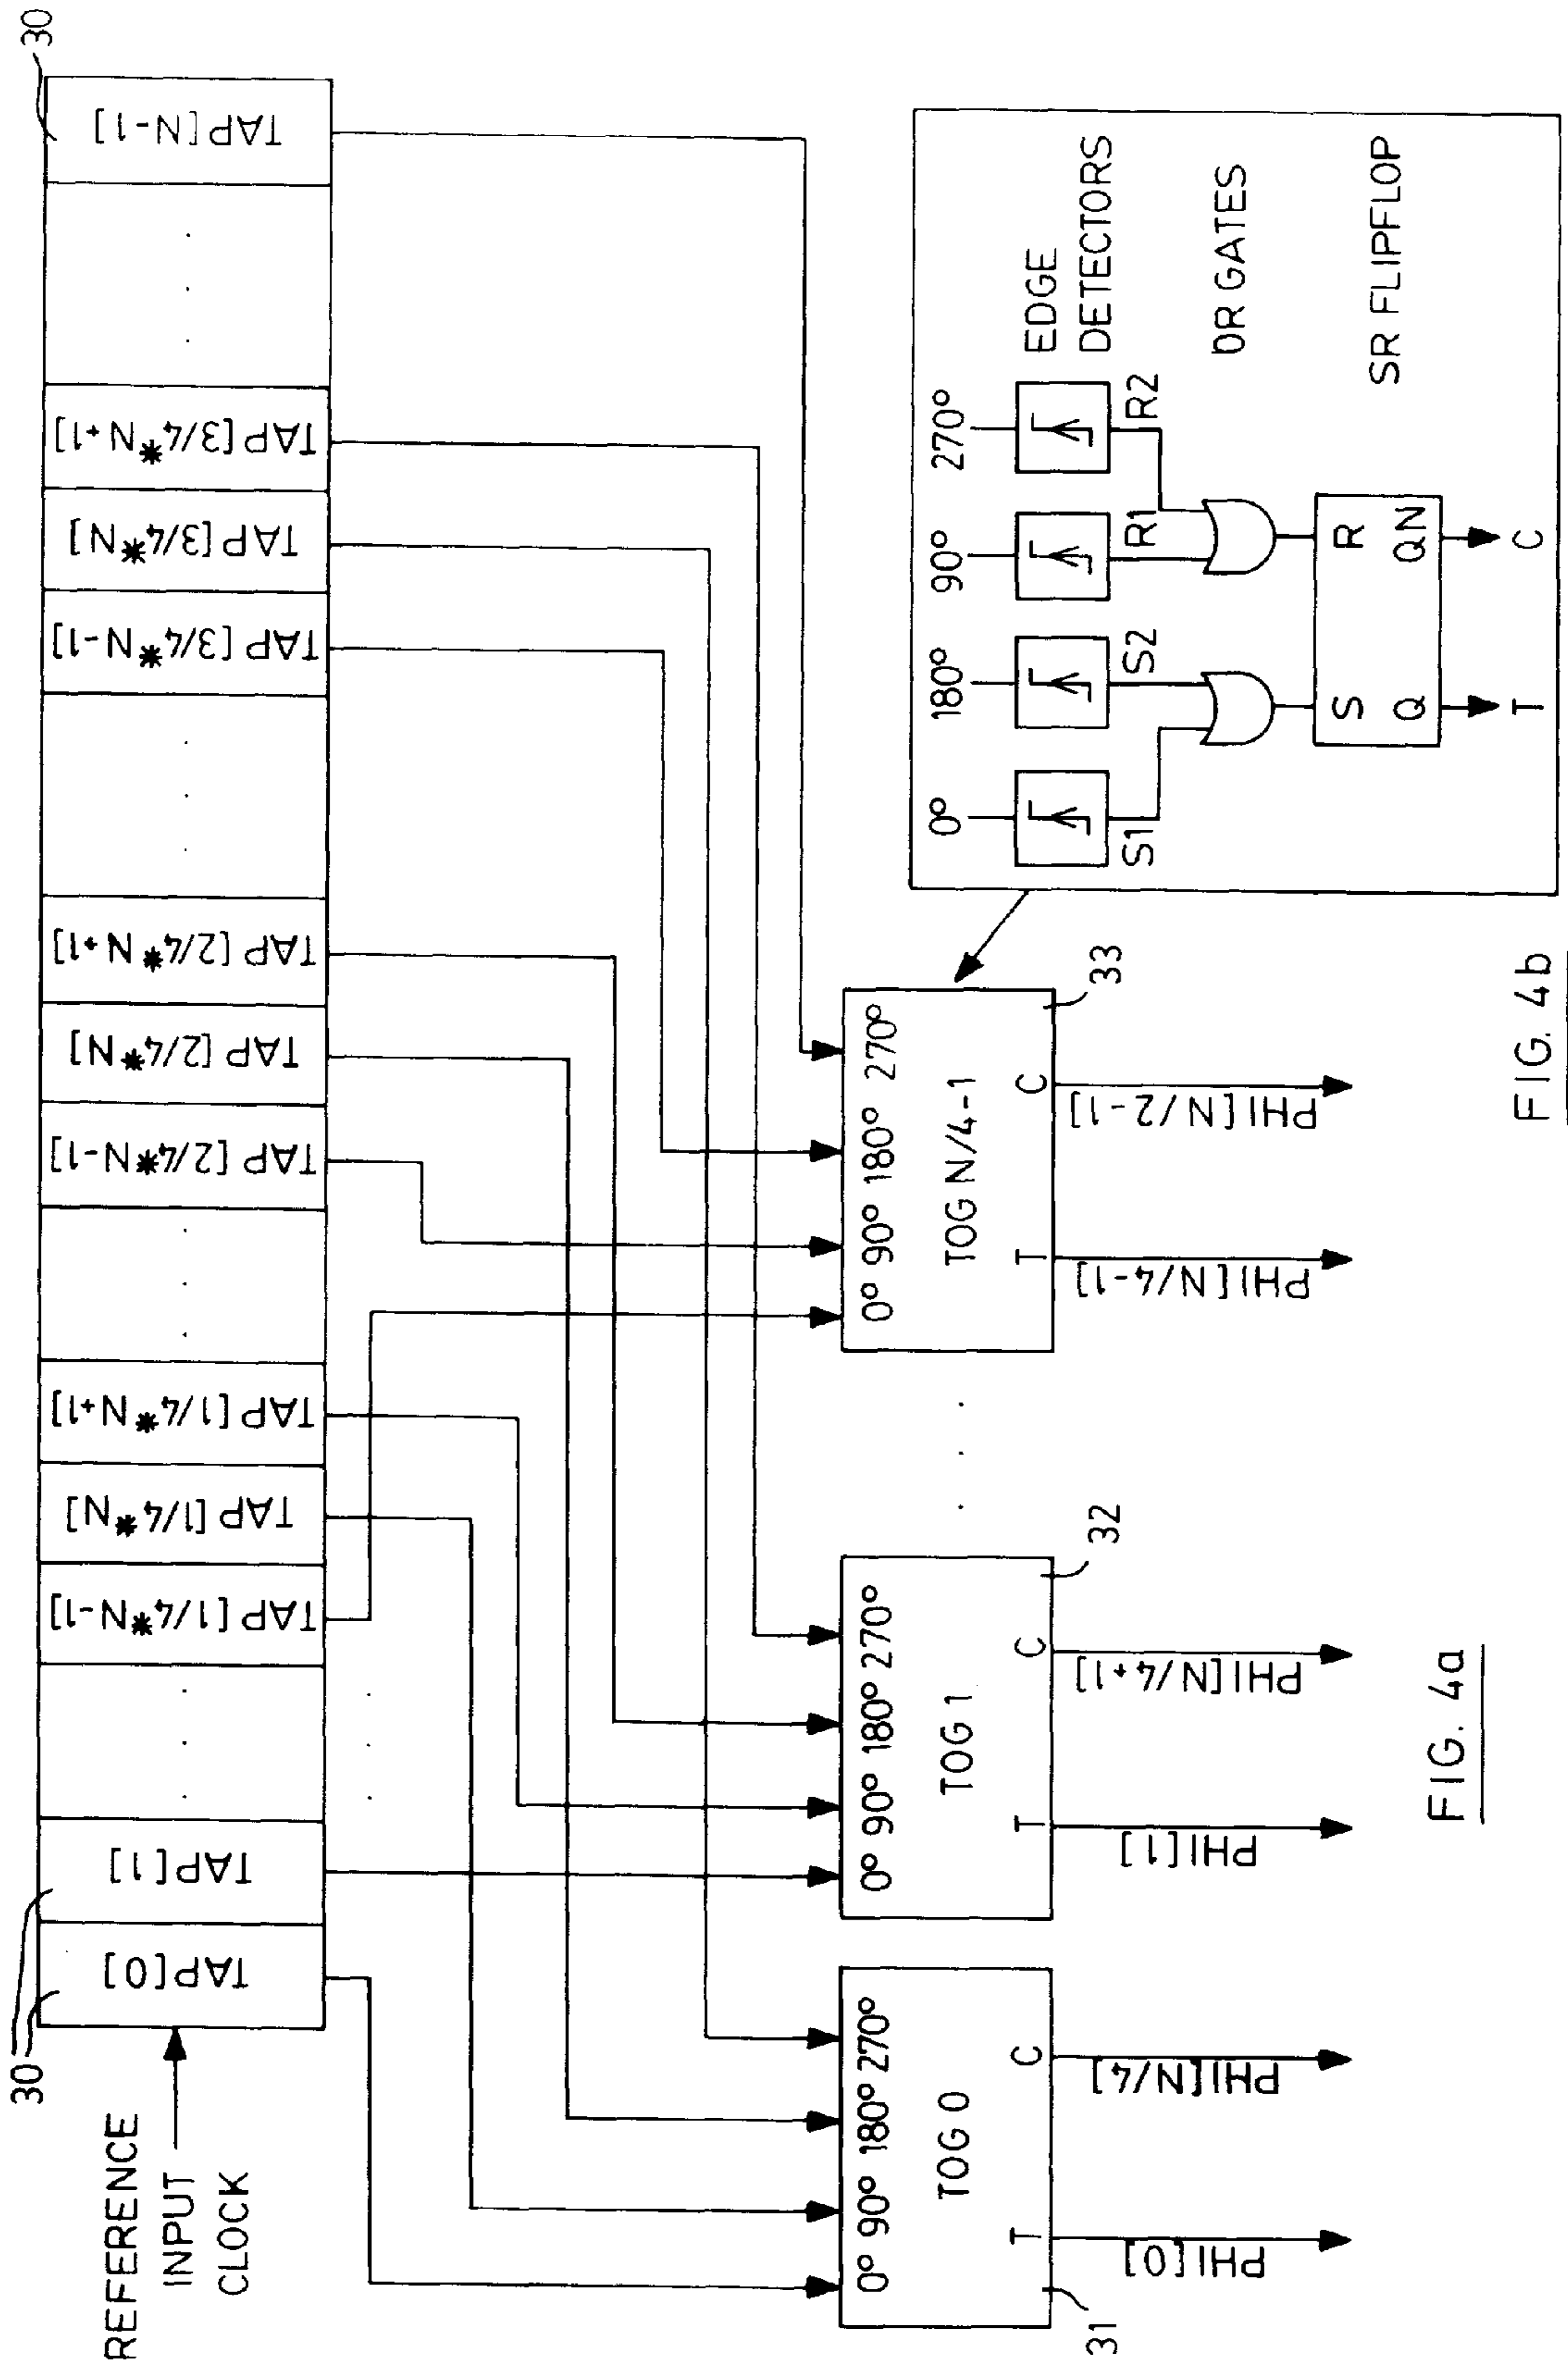 30
REFERENCE
INPUT
CLOCK
30
TAP[0]
TAP[1]
TAP[1/4*N-1]
TAP[1/4*N]
TAP[1/4*N+1]
TAP[2/4*N-1]
TAP[2/4*N]
TAP[2/4*N+1]
TAP[3/4*N-1]
TAP[3/4*N]
TAP[3/4*N+1]
TAP[N-1]
0° 90° 180° 270°
TOG 0
T C
31
PHI[0]
PHI[N/4]
0° 90° 180° 270°
TOG 1
T C
32
PHI[1]
PHI[N/4+1]
0° 90° 180° 270°
TOG N/4-1
T C
33
PHI[N/4-1]
PHI[N/2-1]
0° 180° 90° 270°
EDGE
DETECTORS
S1 S2 R1 R2
OR GATES
S R
Q QN
SR FLIPFLOP
T C
FIG. 4a
FIG. 4b